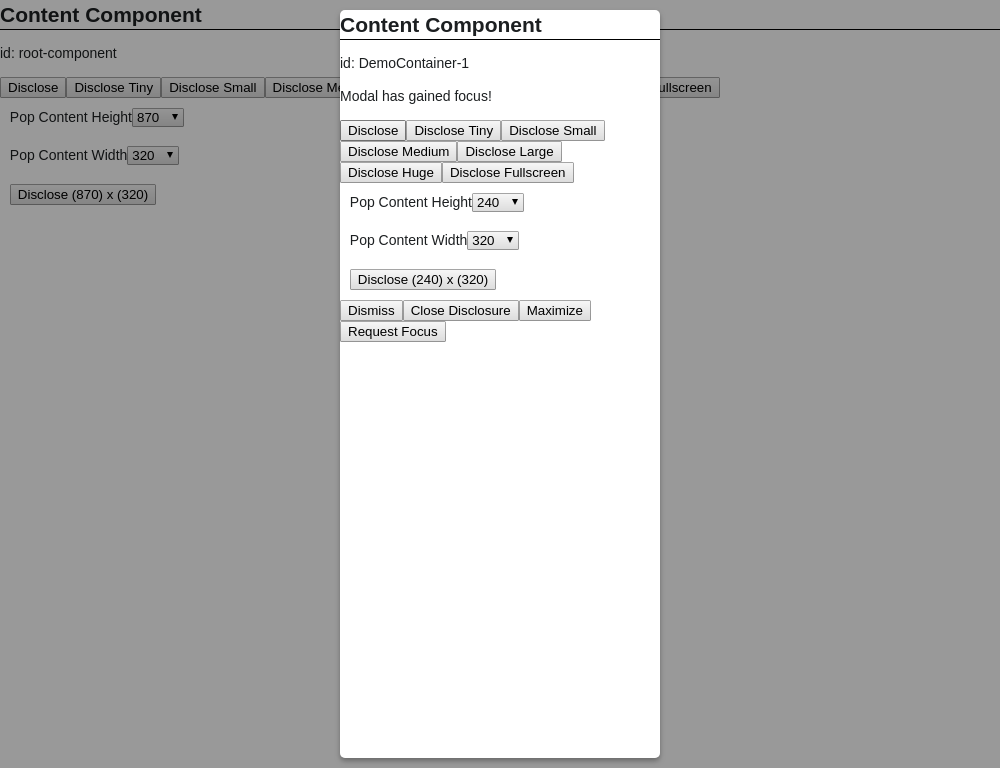 Content Component
id: root-component
Disclose Disclose Tiny Disclose Small Disclose
Pop Content Height 870
Pop Content Width 320
Disclose (870) x (320)
Content Component
id: DemoContainer-1
Modal has gained focus!
Disclose Disclose Tiny Disclose Small
Disclose Medium Disclose Large
Disclose Huge Disclose Fullscreen
Pop Content Height 240
Pop Content Width 320
Disclose (240) x (320)
Dismiss Close Disclosure Maximize
Request Focus